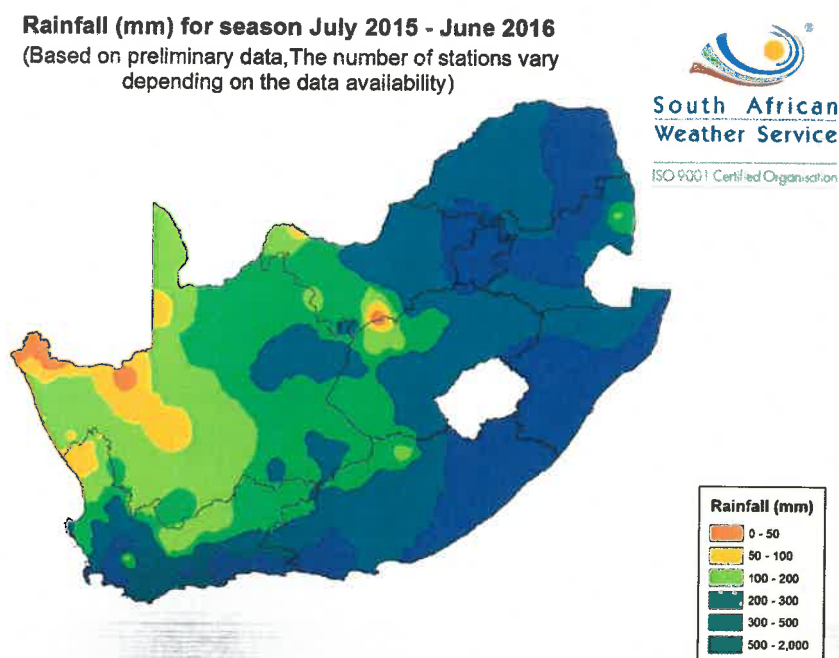 Rainfall (mm) for season July 2015 - June 2016
(Based on preliminary data,The number of stations vary
depending on the data availability)
®
South African
Weather Service
ISO 9001 Certified Organisation
Rainfall (mm)
0 - 50
50 - 100
100 - 200
200 - 300
300 - 500
500 - 2,000